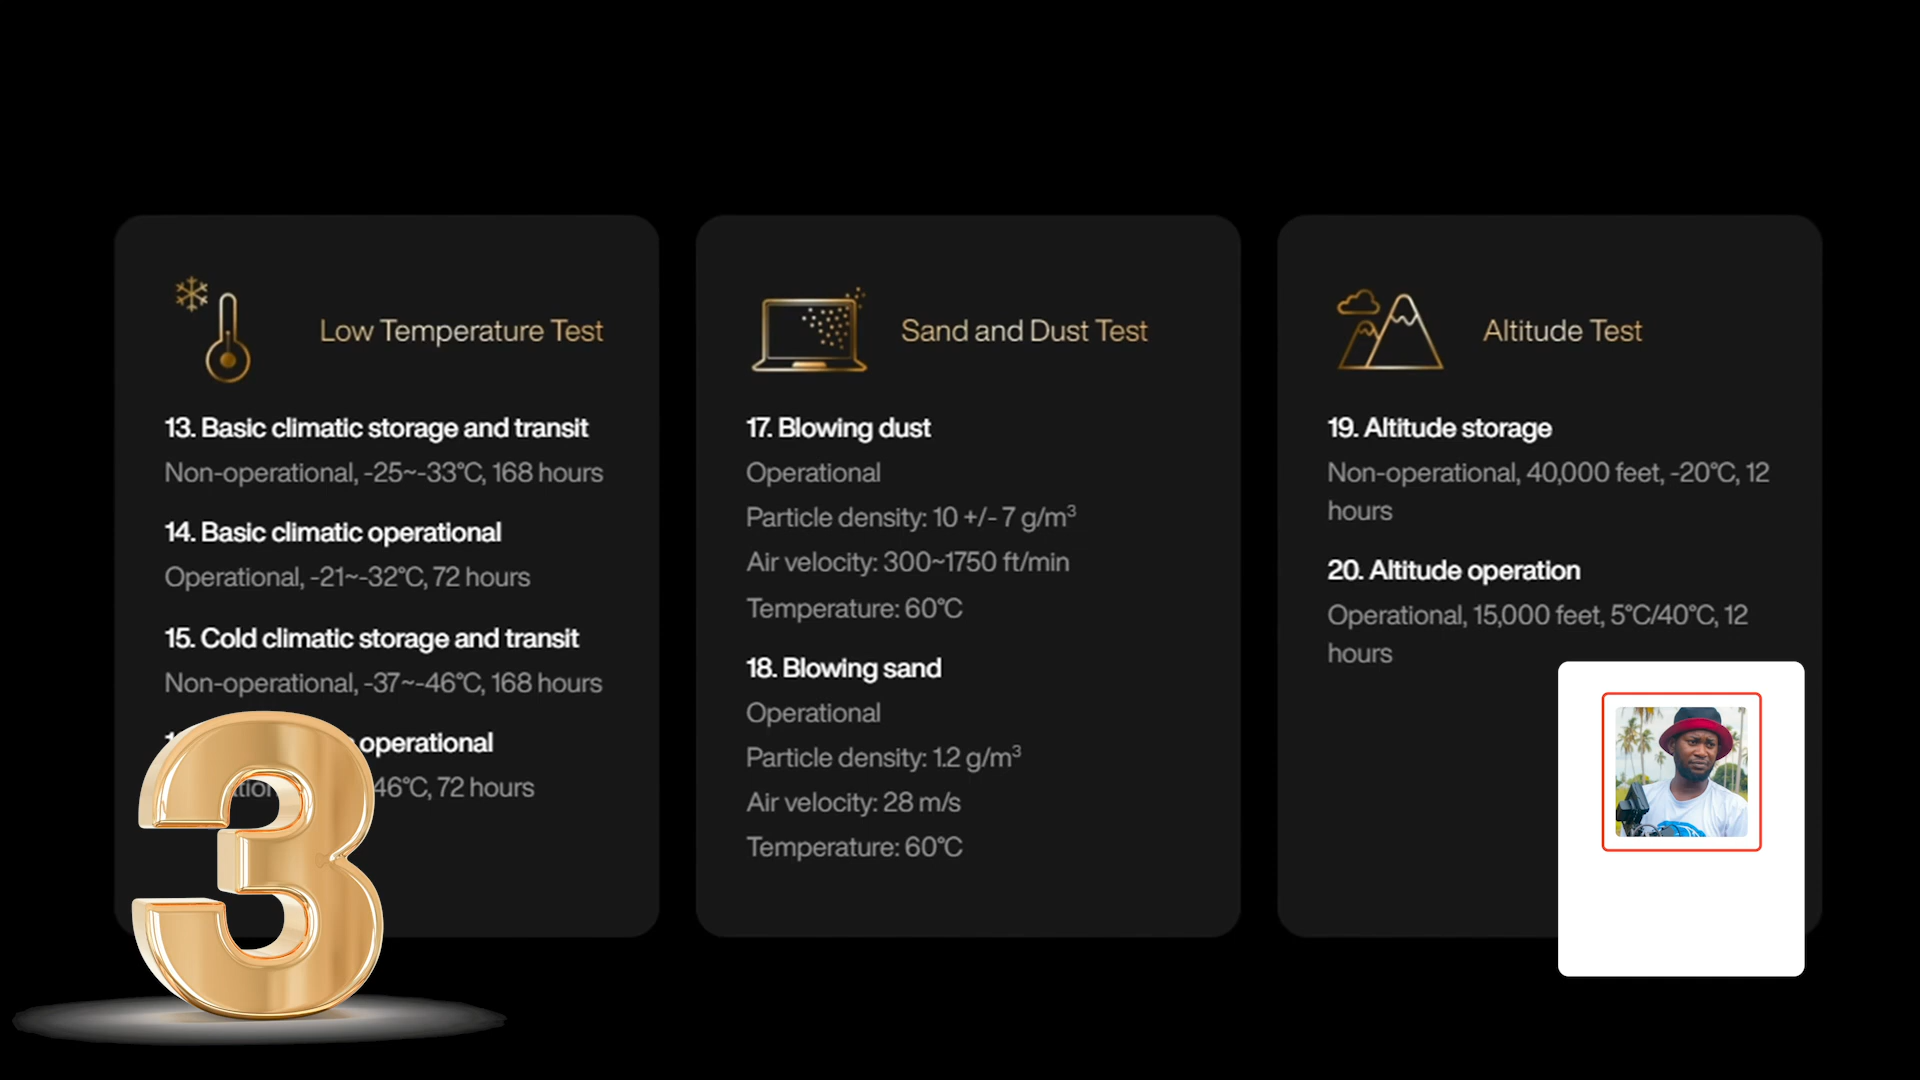 Low Temperature Test
13. Basic climatic storage and transit
Non-operational, -25~-33°C, 168 hours
14. Basic climatic operational
Operational, -21~-32°C, 72 hours
15. Cold climatic storage and transit
Non-operational, -37~-46°C, 168 hours
operational
46°C, 72 hours
3
Sand and Dust Test
17. Blowing dust
Operational
Particle density: 10 +/- 7 g/m³
Air velocity: 300~1750 ft/min
Temperature: 60°C
18. Blowing sand
Operational
Particle density: 1.2 g/m³
Air velocity: 28 m/s
Temperature: 60°C
Altitude Test
19. Altitude storage
Non-operational, 40,000 feet, -20°C, 12
hours
20. Altitude operation
Operational, 15,000 feet, 5°C/40°C, 12
hours